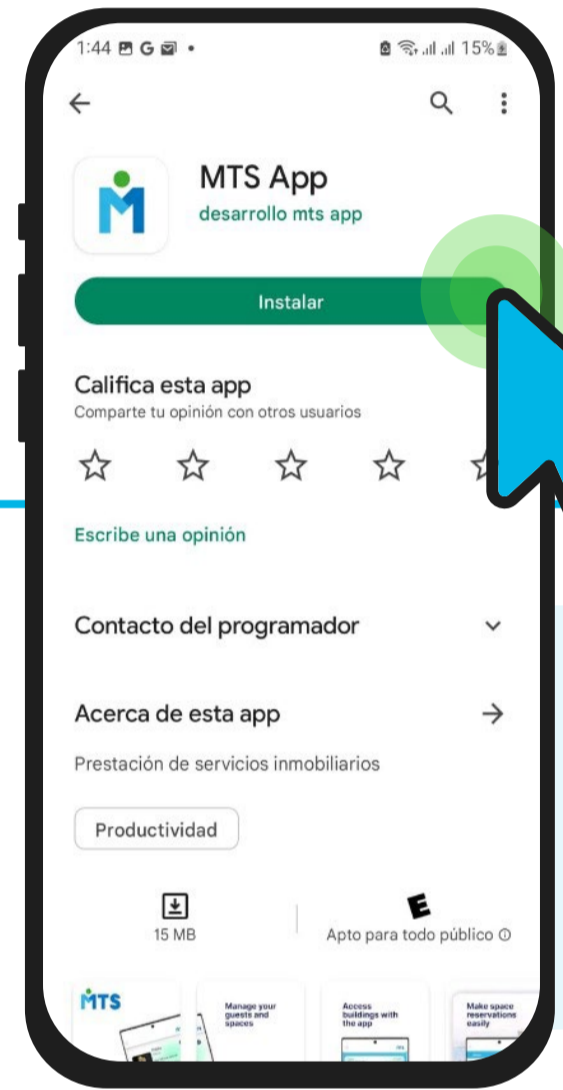 1:44 G 15%
MTS App
desarrollo mts app
Instalar
Califica esta app
Comparte tu opinión con otros usuarios
Escribe una opinión
Contacto del programador
Acerca de esta app
Prestación de servicios inmobiliarios
Productividad
E
15 MB
Apto para todo público
MTS
Manage your
guests and
spaces
Access
buildings with
the app
Make space
reservations
easily